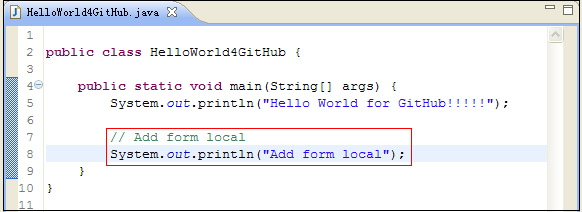 HelloWorld4GitHub.java
1
2 public class HelloWorld4GitHub {
3
4 public static void main(String[] args) {
5 System.out.println("Hello World for GitHub!!!!!");
6
7 // Add form local
8 System.out.println("Add form local");
9 }
10 }
11